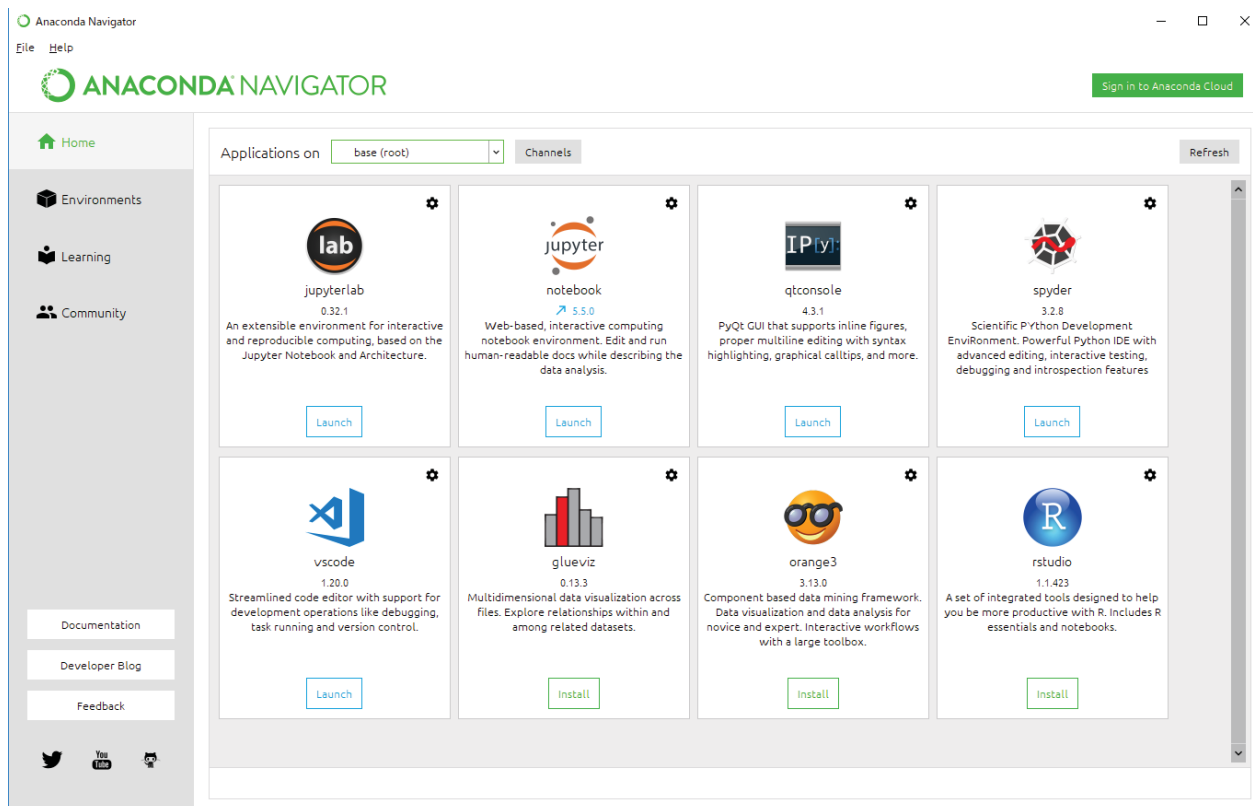 Anaconda Navigator
File Help
ANACONDA NAVIGATOR
Sign in to Anaconda Cloud
Home
Environments
Learning
Community
Documentation
Developer Blog
Feedback
You
Tube
Applications on base (root) Channels Refresh
lab
jupyterlab
0.32.1
An extensible environment for interactive
and reproducible computing, based on the
Jupyter Notebook and Architecture.
Launch
jupyter
notebook
5.5.0
Web-based, interactive computing
notebook environment. Edit and run
human-readable docs while describing the
data analysis.
Launch
IP[y]:
qtconsole
4.3.1
PyQt GUI that supports inline figures,
proper multiline editing with syntax
highlighting, graphical calltips, and more.
Launch
spyder
3.2.8
Scientific PYthon Development
EnviRonment. Powerful Python IDE with
advanced editing, interactive testing,
debugging and introspection features
Launch
vscode
1.20.0
Streamlined code editor with support for
development operations like debugging,
task running and version control.
Launch
glueviz
0.13.3
Multidimensional data visualization across
files. Explore relationships within and
among related datasets.
Install
orange3
3.13.0
Component based data mining framework.
Data visualization and data analysis for
novice and expert. Interactive workflows
with a large toolbox.
Install
R
rstudio
1.1.423
A set of integrated tools designed to help
you be more productive with R. Includes R
essentials and notebooks.
Install